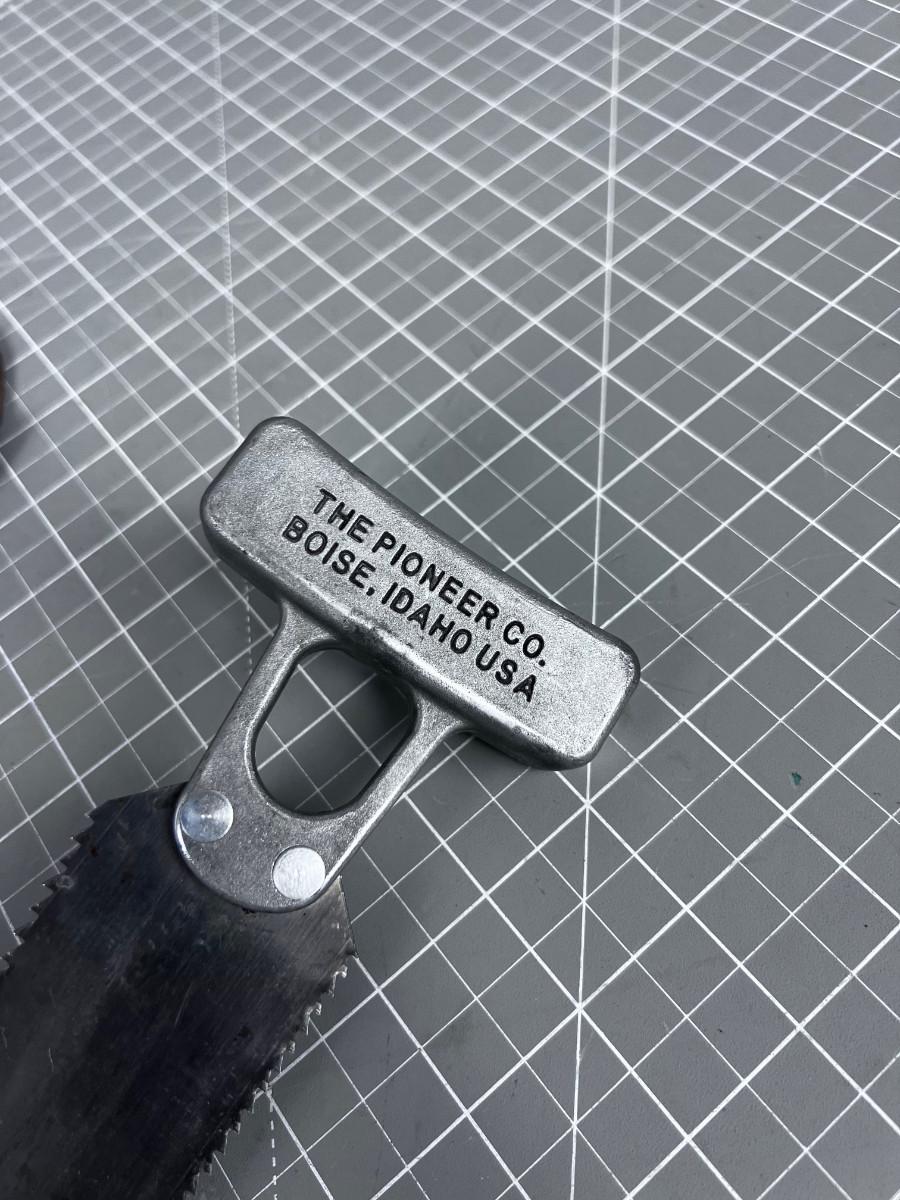 THE PIONEER CO.
BOISE, IDAHO USA